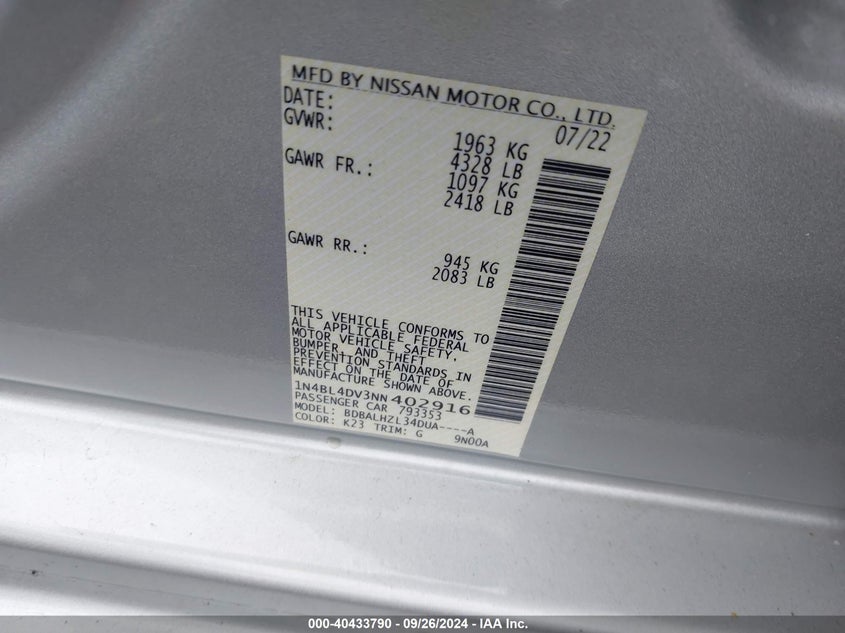 MFD BY NISSAN MOTOR CO., LTD.
DATE: 07/22
GVWR: 1963 KG
4328 LB
GAWR FR.: 1097 KG
2418 LB
GAWR RR.: 945 KG
2083 LB
THIS VEHICLE CONFORMS TO
ALL APPLICABLE FEDERAL
MOTOR VEHICLE SAFETY,
BUMPER, AND THEFT
PREVENTION STANDARDS IN
EFFECT ON THE DATE OF
MANUFACTURE SHOWN ABOVE.
1N4BL4DV3NN402916
PASSENGER CAR 793353
MODEL: BDBALHZL34DUA----A
COLOR: K23 TRIM: G 9N00A
000-40433790 - 09/26/2024 - IAA Inc.